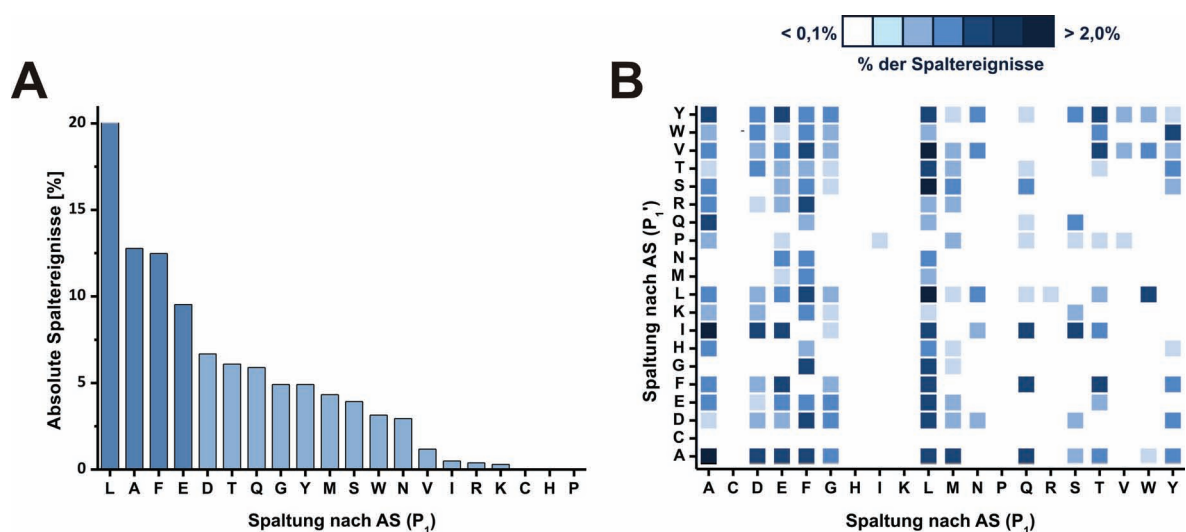 < 0,1%
> 2,0%
% der Spaltereignisse
A
B
Absolute Spaltereignisse [%]
20
15
10
5
0
L A F E D T Q G Y M S W N V I R K C H P
Spaltung nach AS (P1)
Spaltung nach AS (P1')
Y
W
V
T
S
R
Q
P
N
M
L
K
I
H
G
F
E
D
C
A
A C D E F G H I K L M N P Q R S T V W Y
Spaltung nach AS (P1)